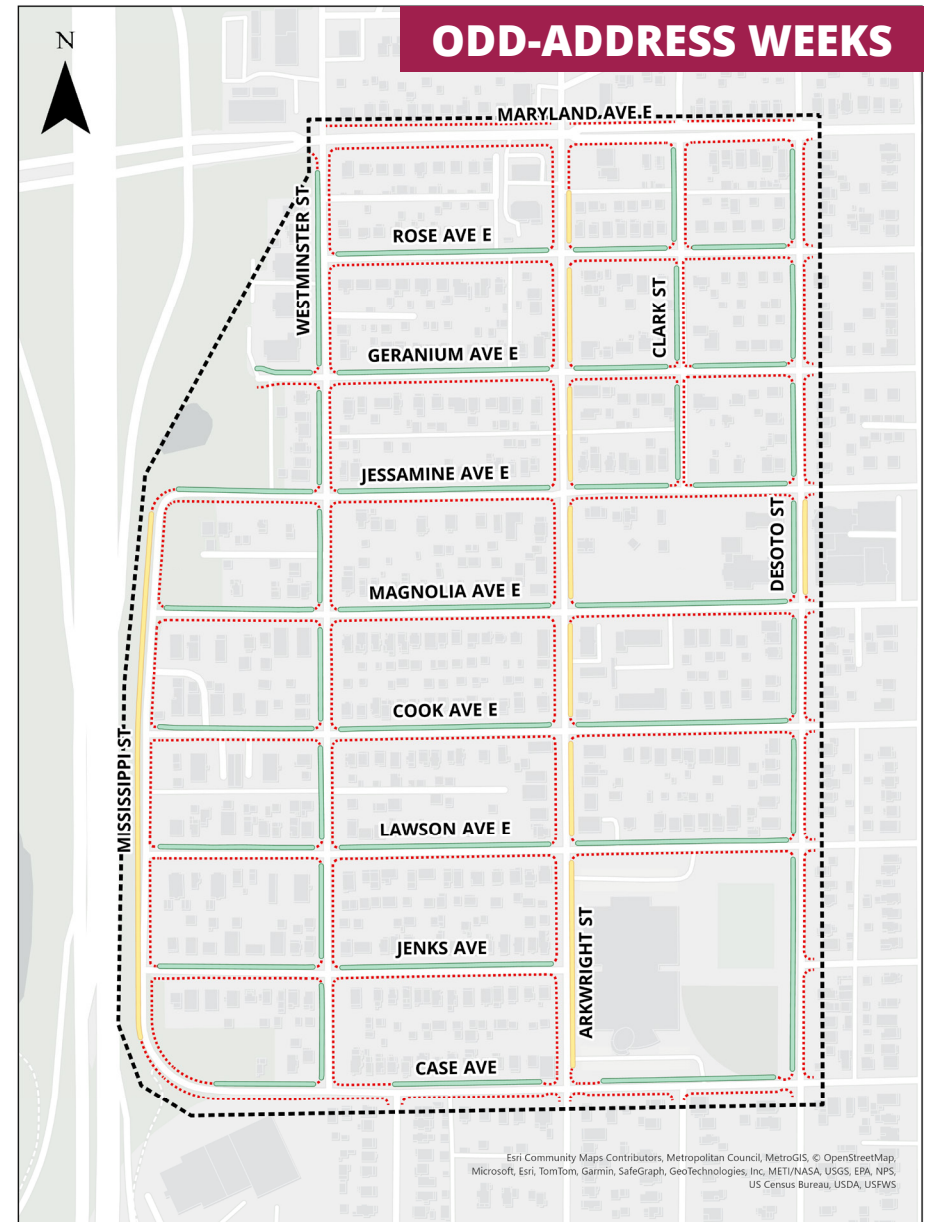 ODD-ADDRESS WEEKS
N
MARYLAND AVE E
WESTMINSTER ST
ROSE AVE E
CLARK ST
GERANIUM AVE E
JESSAMINE AVE E
DESOTO ST
MAGNOLIA AVE E
COOK AVE E
MISSISSIPPI ST
LAWSON AVE E
ARKWRIGHT ST
JENKS AVE
CASE AVE
Esri Community Maps Contributors, Metropolitan Council, MetroGIS, © OpenStreetMap,
Microsoft, Esri, TomTom, Garmin, SafeGraph, GeoTechnologies, Inc, METI/NASA, USGS, EPA, NPS,
US Census Bureau, USDA, USFWS